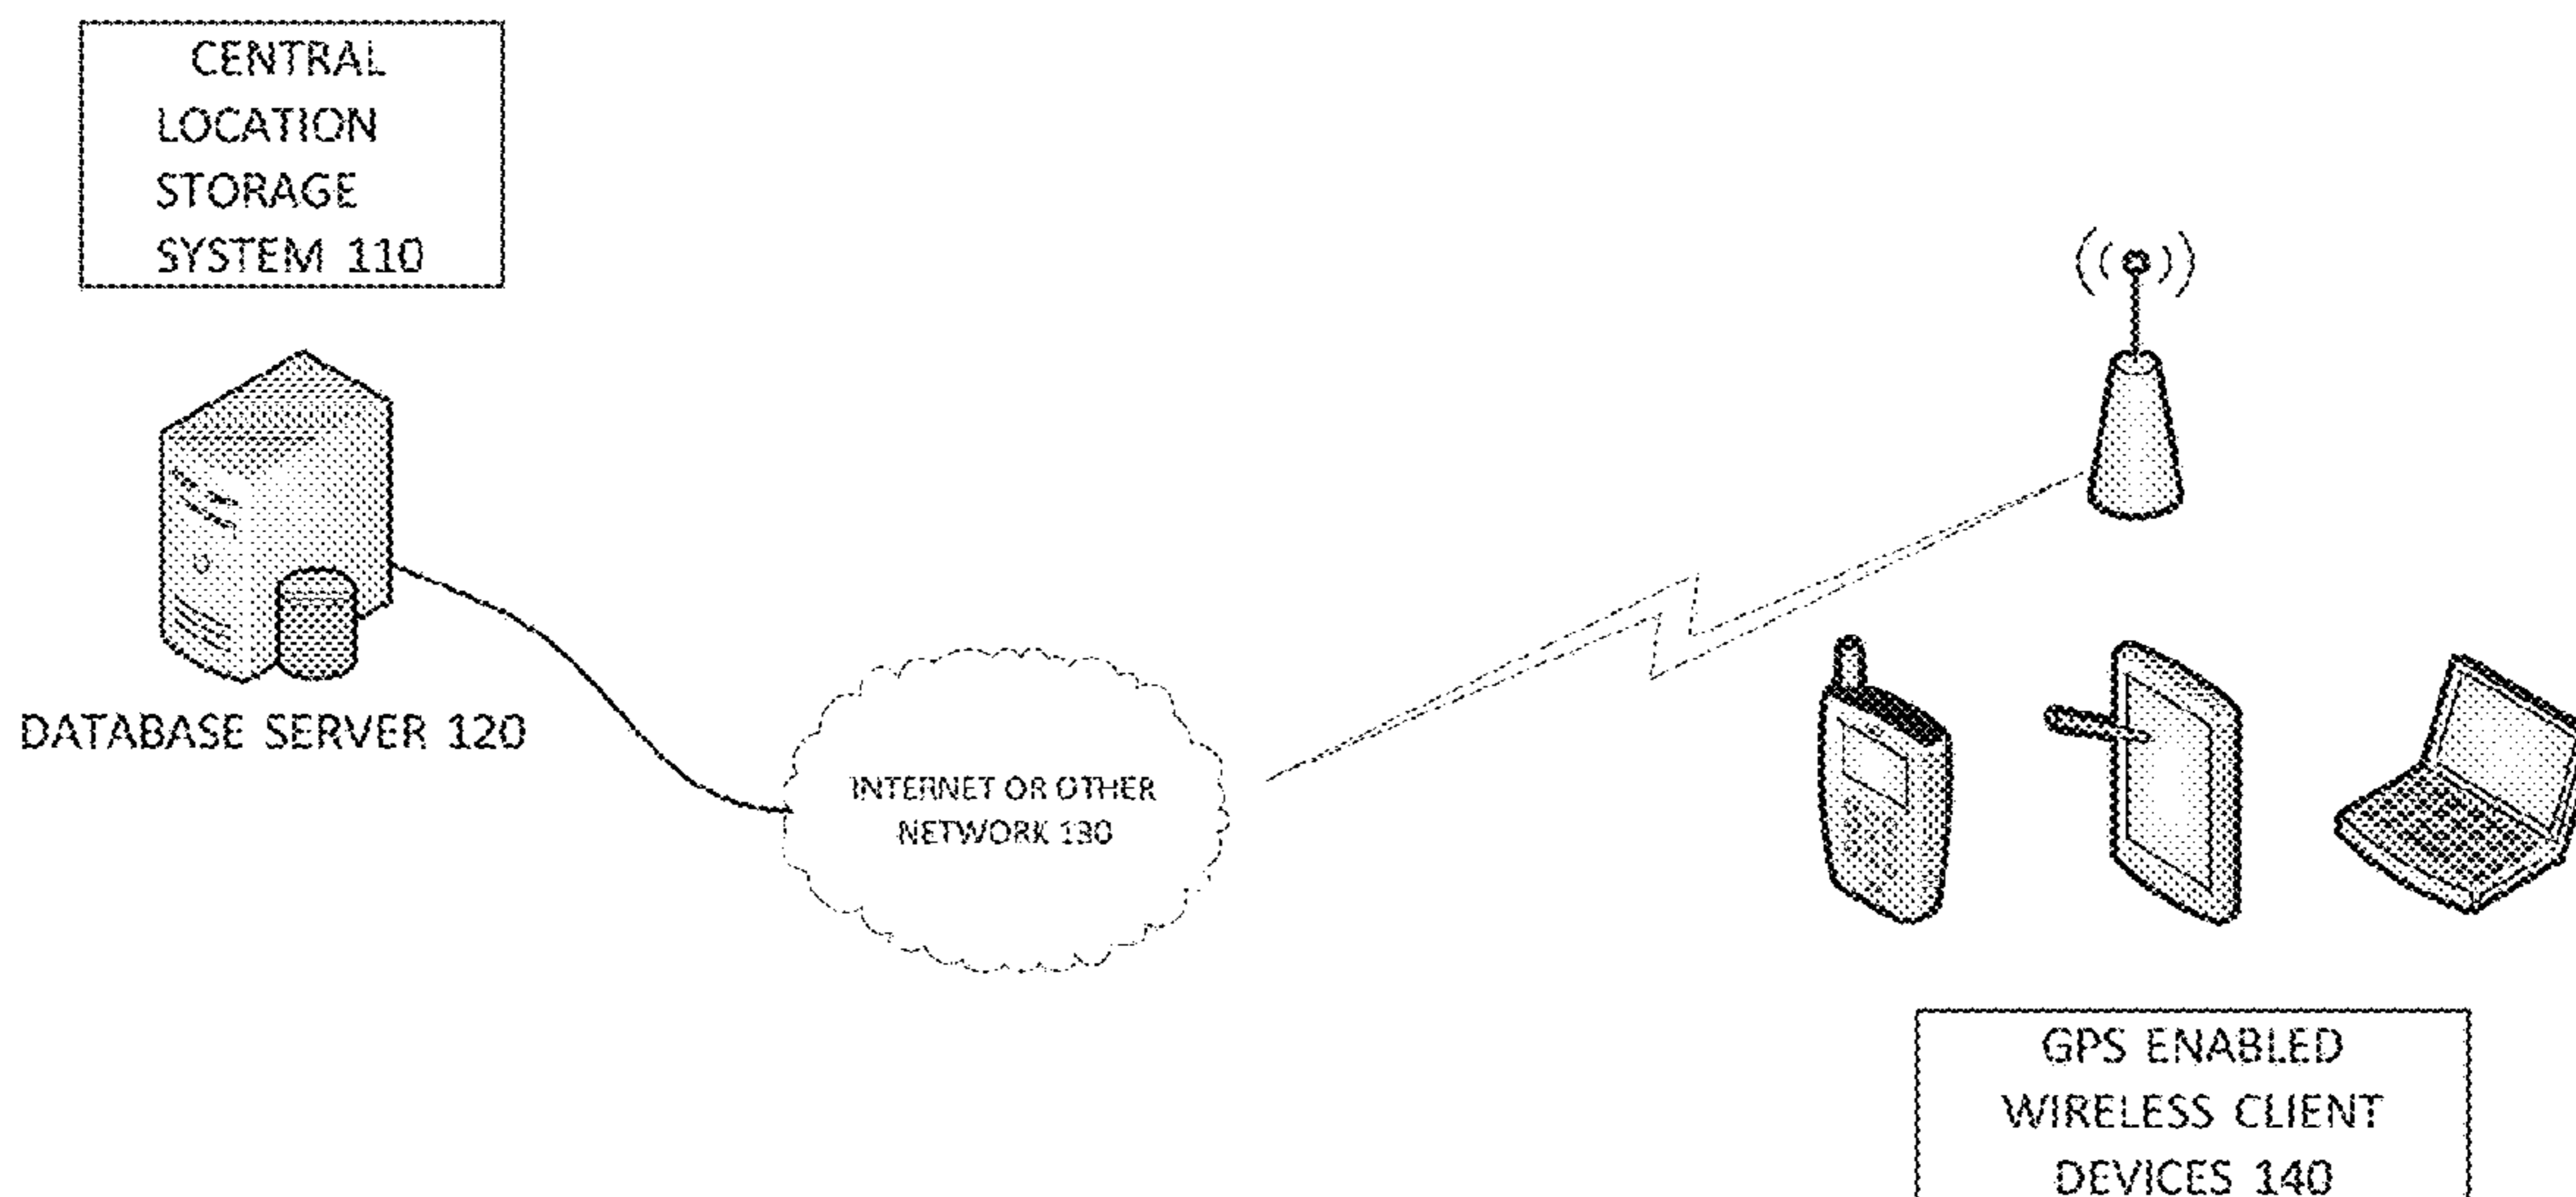 CENTRAL
LOCATION
STORAGE
SYSTEM 110
DATABASE SERVER 120
INTERNET OR OTHER
NETWORK 130
GPS ENABLED
WIRELESS CLIENT
DEVICES 140